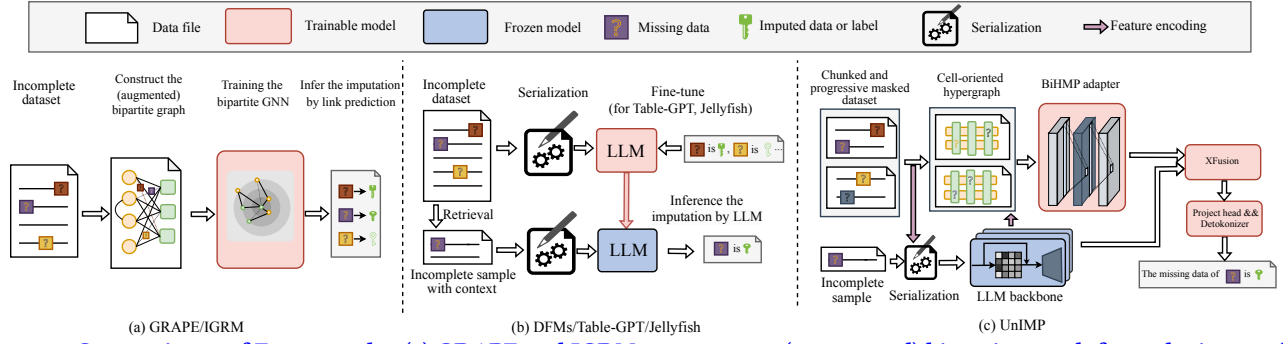 Data file
Trainable model
Frozen model
? Missing data
Imputed data or label
Serialization
Feature encoding
Incomplete
dataset
Construct the
(augmented)
bipartite graph
Training the
bipartite GNN
Infer the imputation
by link prediction
?
?
?
?
?
?
?
?
?
(a) GRAPE/IGRM
Incomplete
dataset
Serialization
Fine-tune
(for Table-GPT, Jellyfish)
?
?
?
LLM
? is , ? is ...
Retrieval
Inference the
imputation by LLM
?
LLM
? is
Incomplete sample
with context
(b) DFMs/Table-GPT/Jellyfish
Chunked and
progressive masked
dataset
Cell-oriented
hypergraph
BiHMP adapter
?
?
?
?
?
?
?
XFusion
Project head &&
Detokonizer
?
Incomplete
sample
Serialization
LLM backbone
The missing data of ? is
(c) UnIMP